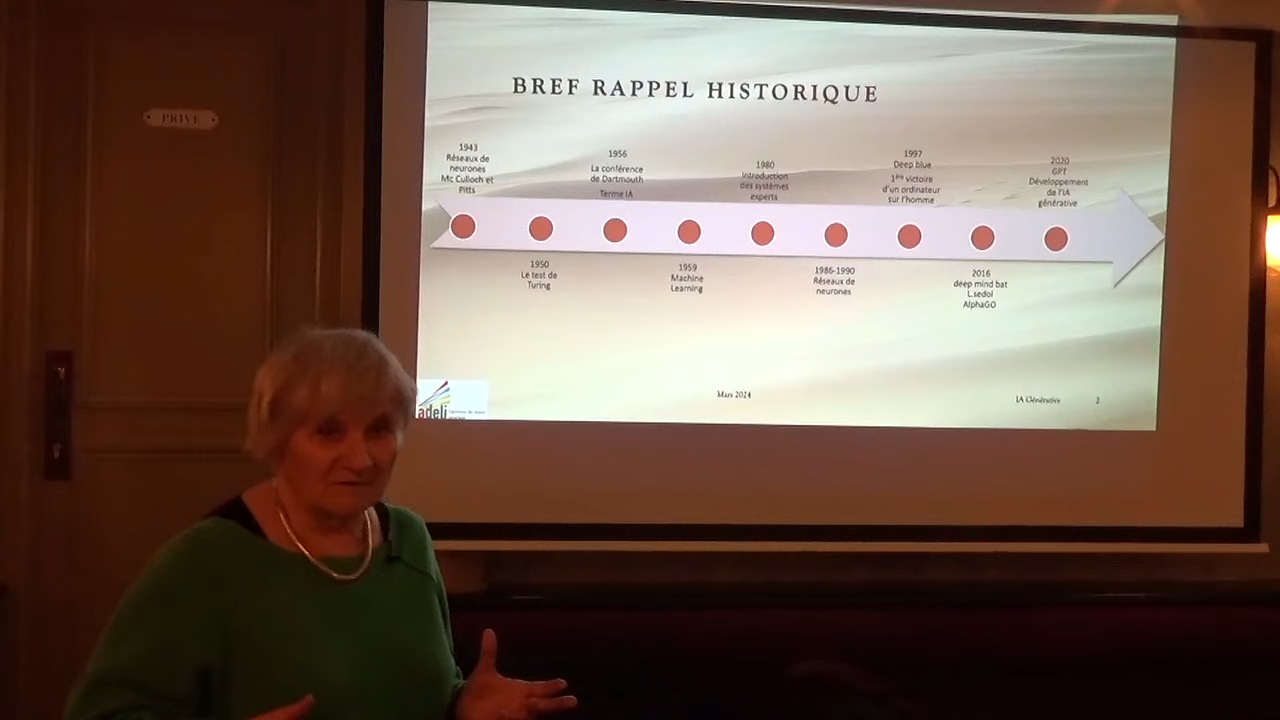 PRIVÉ
BREF RAPPEL HISTORIQUE
1943
Réseaux de
neurones
Mc Culloch et
Pitts
1956
La conférence
de Dartmouth
Terme IA
1980
Introduction
des systèmes
experts
1997
Deep blue
1ère victoire
d'un ordinateur
sur l'homme
2020
GPT
Développement
de l'IA
générative
1950
Le test de
Turing
1959
Machine
Learning
1986-1990
Réseaux de
neurones
2016
deep mind bat
L.sedol
AlphaGO
adeli
Mars 2024
IA Générative
2